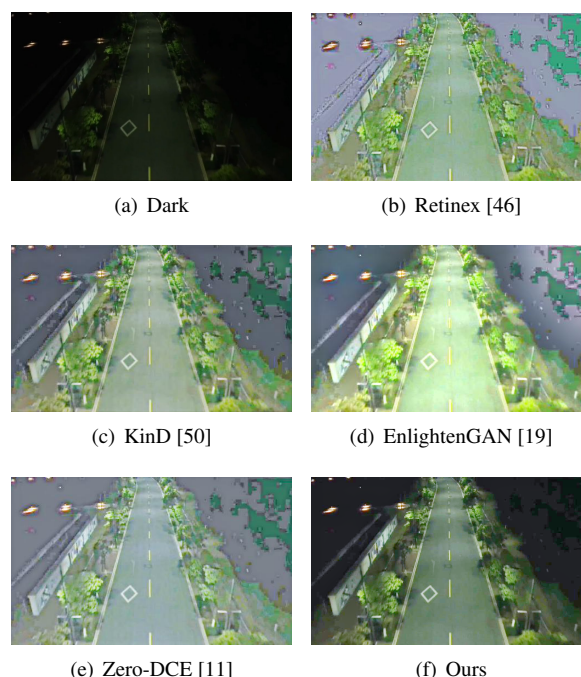 (a) Dark
(b) Retinex [46]
(c) KinD [50]
(d) EnlightenGAN [19]
(e) Zero-DCE [11]
(f) Ours